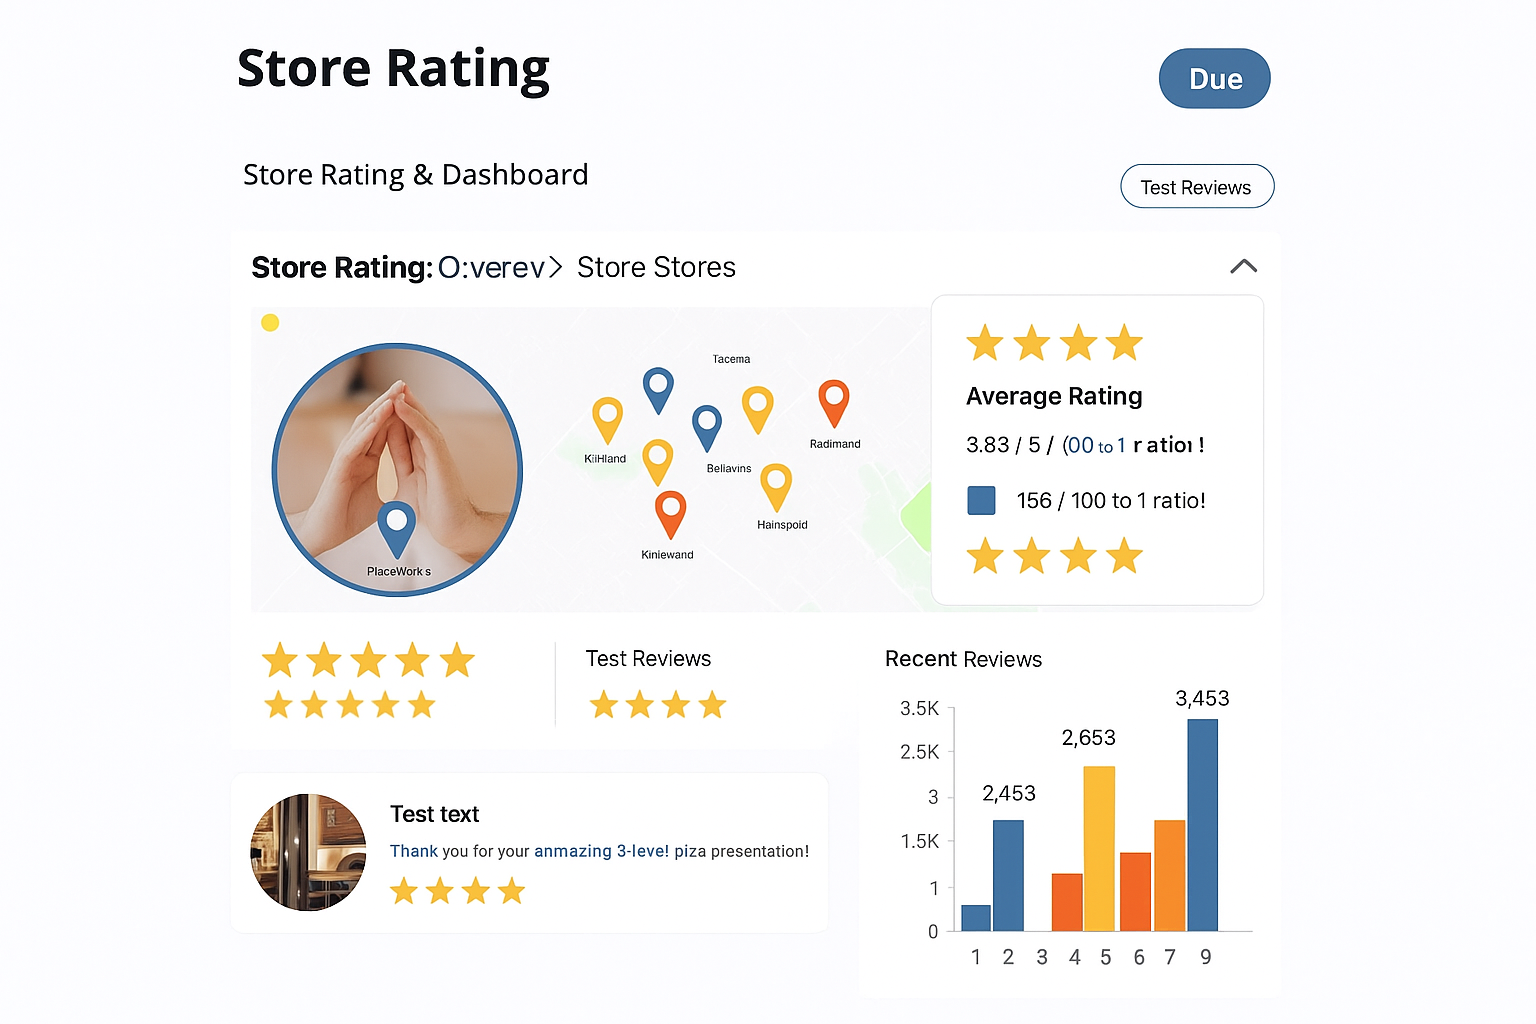 Store Rating
Due
Store Rating & Dashboard
Test Reviews
Store Rating: O:verev> Store Stores
Tacema
KiiHland
Beliavins
Radimand
Hainspoid
Kiniewand
PlaceWork s
Average Rating
3.83 / 5 / (00 to 1 r atioı !
156 / 100 to 1 ratio!
Test Reviews
Recent Reviews
3,453
3.5K
2,653
2.5K
2,453
3
1.5K
1
0
1 2 3 4 5 6 7 9
Test text
Thank you for your anmazing 3-leve! piza presentation!